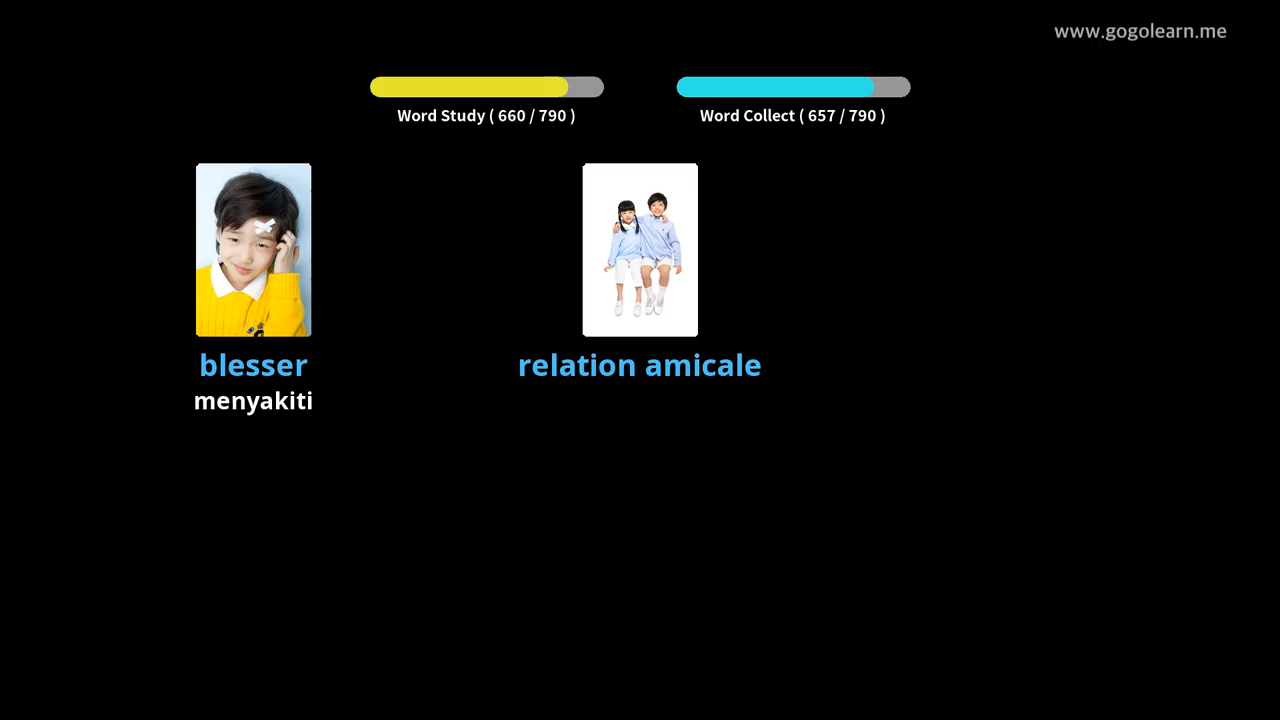 www.gogolearn.me
Word Study ( 660 / 790 )
Word Collect ( 657 / 790 )
blesser
menyakiti
relation amicale